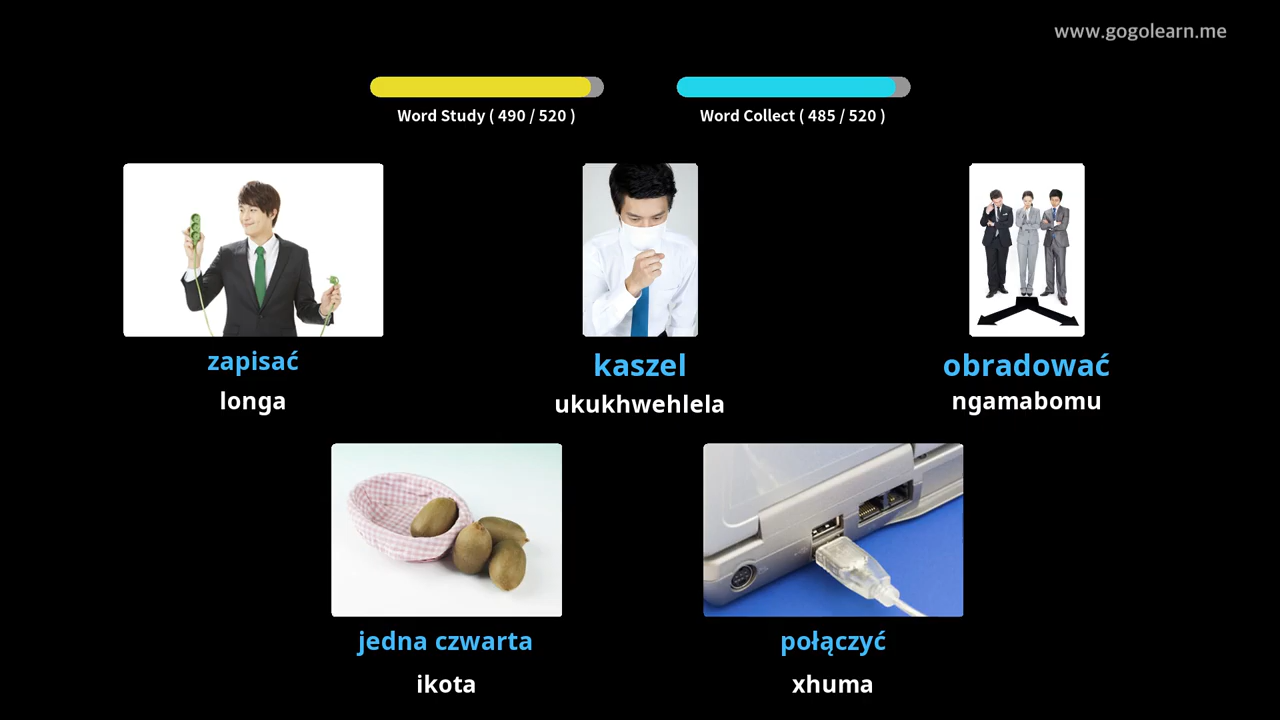 www.gogolearn.me
Word Study ( 490 / 520 )
Word Collect ( 485 / 520 )
zapisać
longa
kaszel
ukukhwehlela
obradować
ngamabomu
jedna czwarta
ikota
połączyć
xhuma